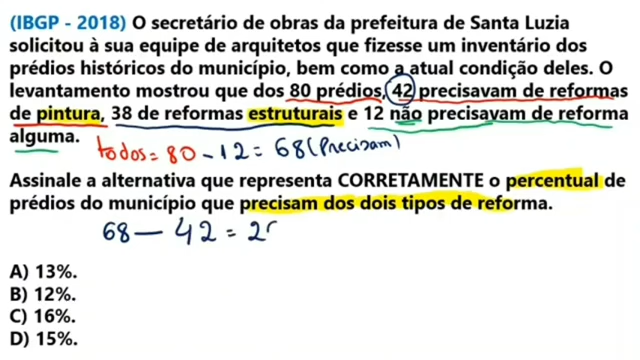 (IBGP - 2018) O secretário de obras da prefeitura de Santa Luzia
solicitou à sua equipe de arquitetos que fizesse um inventário dos
prédios históricos do município, bem como a atual condição deles. O
levantamento mostrou que dos 80 prédios, 42 precisavam de reformas
de pintura, 38 de reformas estruturais e 12 não precisavam de reforma
alguma.
todos = 80 - 12 = 68 (Precisam)
Assinale a alternativa que representa CORRETAMENTE o percentual de
prédios do município que precisam dos dois tipos de reforma.
68 - 42 = 2
A) 13%.
B) 12%.
C) 16%.
D) 15%.